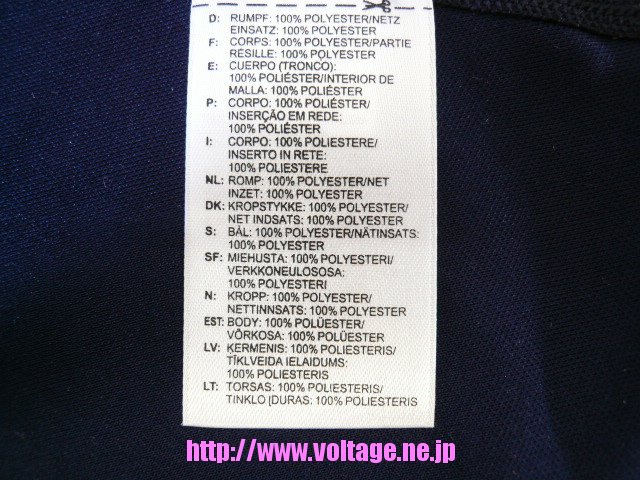 D: RUMPF: 100% POLYESTER/NETZ
EINSATZ: 100% POLYESTER
F: CORPS: 100% POLYESTER/PARTIE
RÉSILLE: 100% POLYESTER
E: CUERPO (TRONCO):
100% POLIÉSTER/INTERIOR DE
MALLA: 100% POLIÉSTER
P: CORPO: 100% POLIÉSTER/
INSERÇÃO EM REDE:
100% POLIÉSTER
I: CORPO: 100% POLIESTERE/
INSERTO IN RETE:
100% POLIESTERE
NL: ROMP: 100% POLYESTER/NET
INZET: 100% POLYESTER
DK: KROPSTYKKE: 100% POLYESTER/
NET INDSATS: 100% POLYESTER
S: BÅL: 100% POLYESTER/NÄTINSATS:
100% POLYESTER
SF: MIEHUSTA: 100% POLYESTERI/
VERKKONEULOSOSA:
100% POLYESTERI
N: KROPP: 100% POLYESTER/
NETTINNSATS: 100% POLYESTER
EST: BODY: 100% POLÜESTER/
VÕRKOSA: 100% POLÜESTER
LV: ĶERMENIS: 100% POLIESTERIS/
TĪKLVEIDA IELAIDUMS:
100% POLIESTERIS
LT: TORSAS: 100% POLIESTERIS/
TINKLO ĮDURAS: 100% POLIESTERIS
http://www.voltage.ne.jp